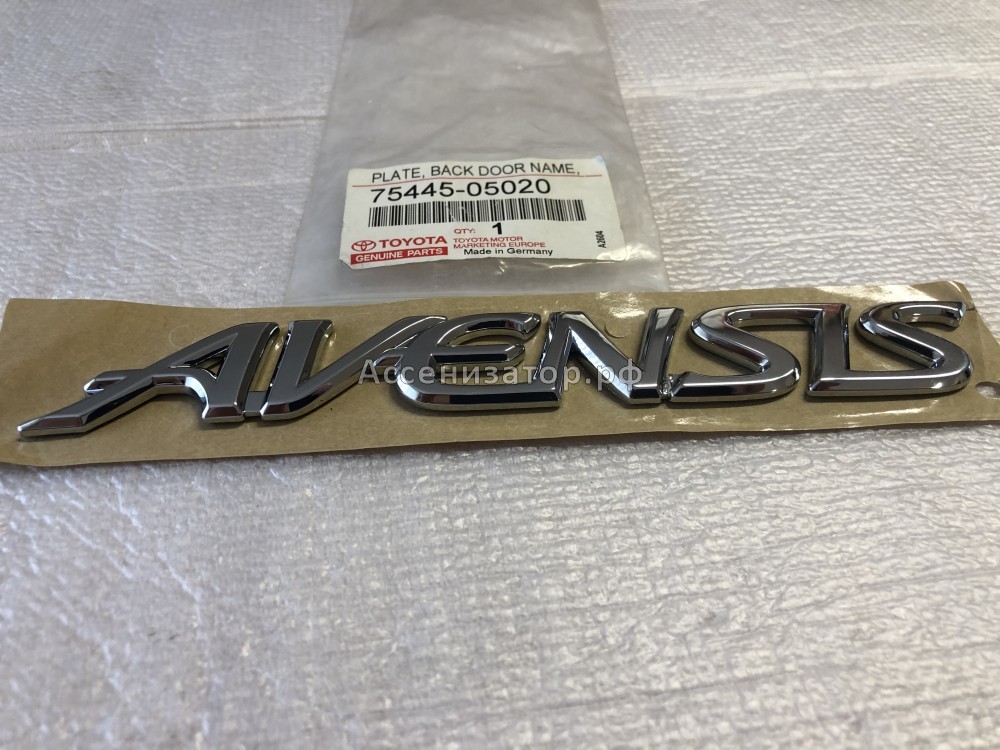 PLATE, BACK DOOR NAME,
75445-05020
QTY: 1
TOYOTA
GENUINE PARTS
TOYOTA MOTOR
MARKETING EUROPE
Made in Germany
A2604
AVENSIS
Ассенизатор.рф